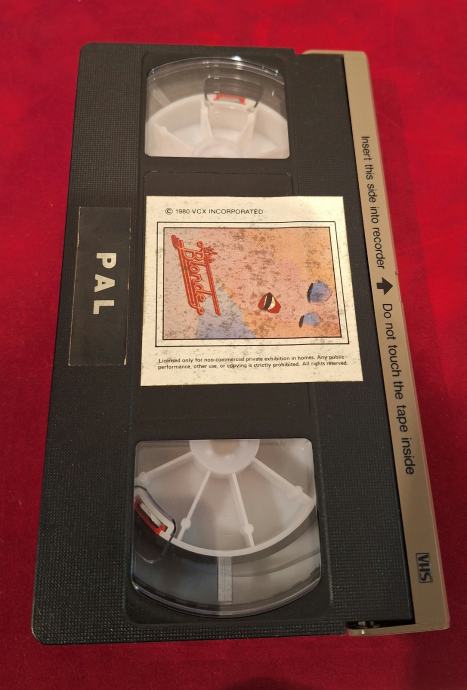 PAL
© 1980 VCX INCORPORATED
Blondes
Licensed only for non-commercial private exhibition in homes. Any public
performance, other use, or copying is strictly prohibited. All rights reserved.
Insert this side into recorder ⬆ Do not touch the tape inside
VHS